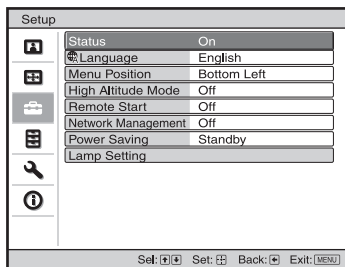 Setup
Status On
Language English
Menu Position Bottom Left
High Altitude Mode Off
Remote Start Off
Network Management Off
Power Saving Standby
Lamp Setting
Sel: Set: Back: Exit: MENU